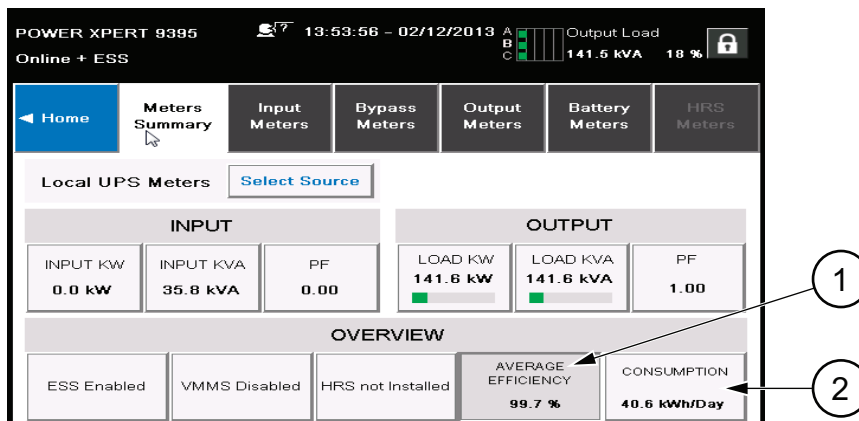 POWER XPERT 9395
? 13:53:56 - 02/12/2013
A
B
C
Output Load
Online + ESS
141.5 kVA 18 %
Home
Meters
Summary
Input
Meters
Bypass
Meters
Output
Meters
Battery
Meters
HRS
Meters
Local UPS Meters
Select Source
INPUT
OUTPUT
INPUT KW
0.0 kW
INPUT KVA
35.8 kVA
PF
0.00
LOAD KW
141.6 kW
LOAD KVA
141.6 kVA
PF
1.00
1
OVERVIEW
ESS Enabled
VMMS Disabled
HRS not Installed
AVERAGE
EFFICIENCY
99.7 %
CONSUMPTION
40.6 kWh/Day
2